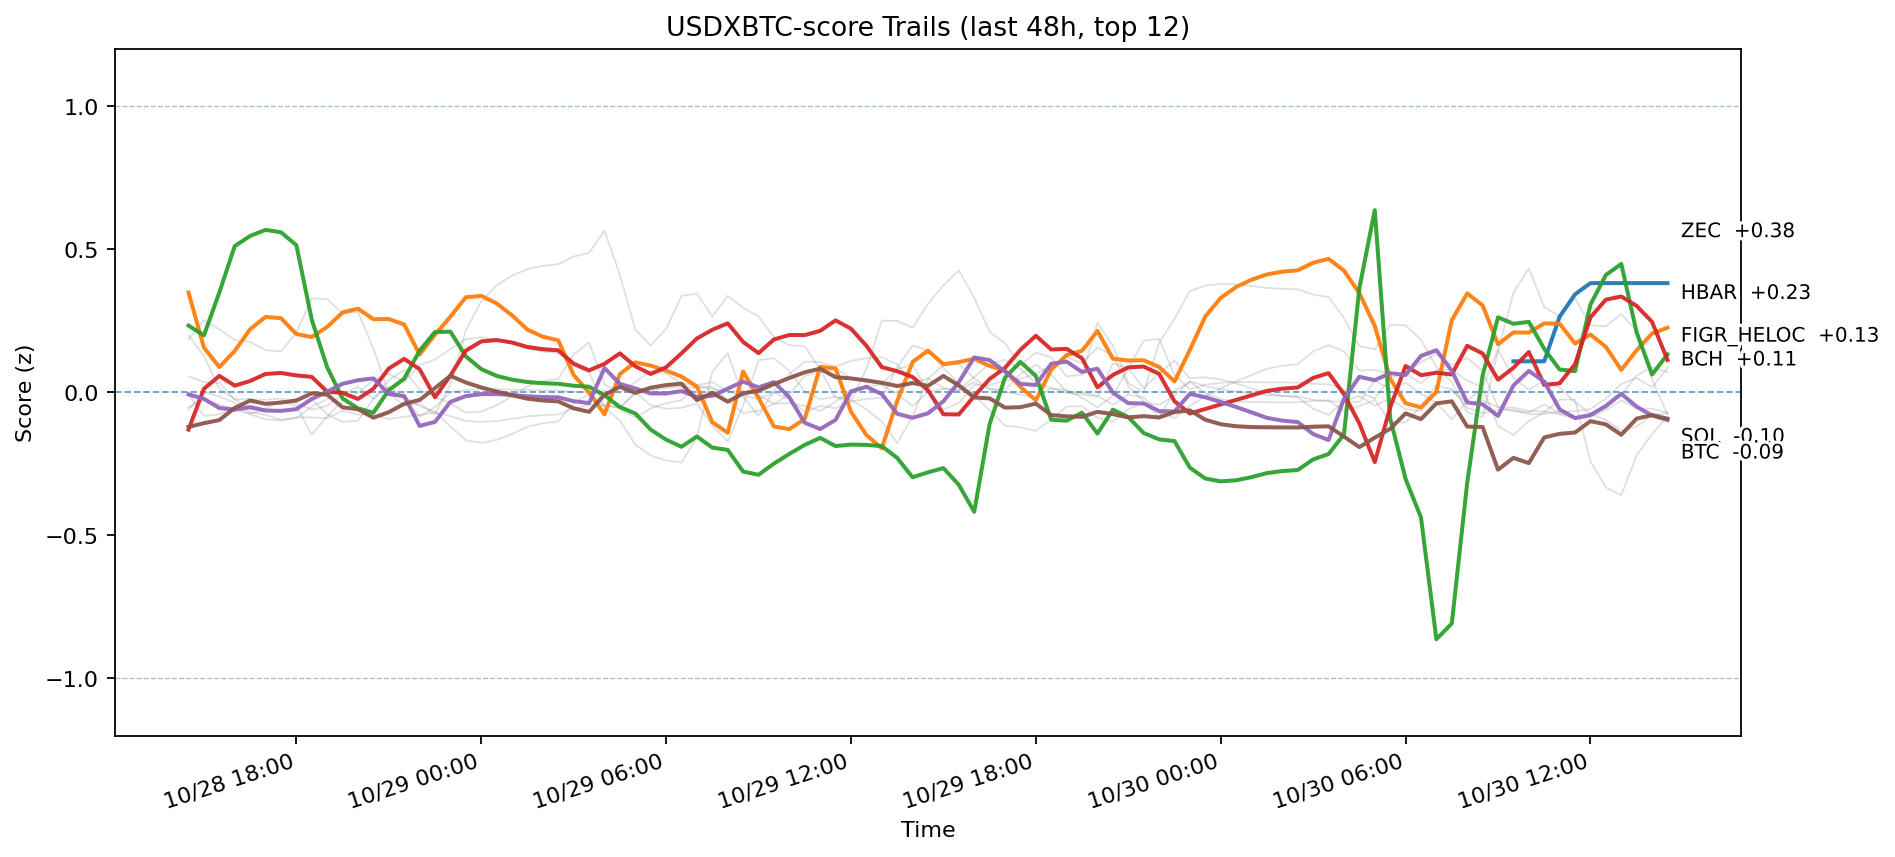 USDXBTC-score Trails (last 48h, top 12)
Score (z)
1.0
0.5
0.0
−0.5
−1.0
ZEC +0.38
HBAR +0.23
FIGR_HELOC +0.13
BCH +0.11
SOL -0.10
BTC -0.09
10/28 18:00
10/29 00:00
10/29 06:00
10/29 12:00
10/29 18:00
10/30 00:00
10/30 06:00
10/30 12:00
Time